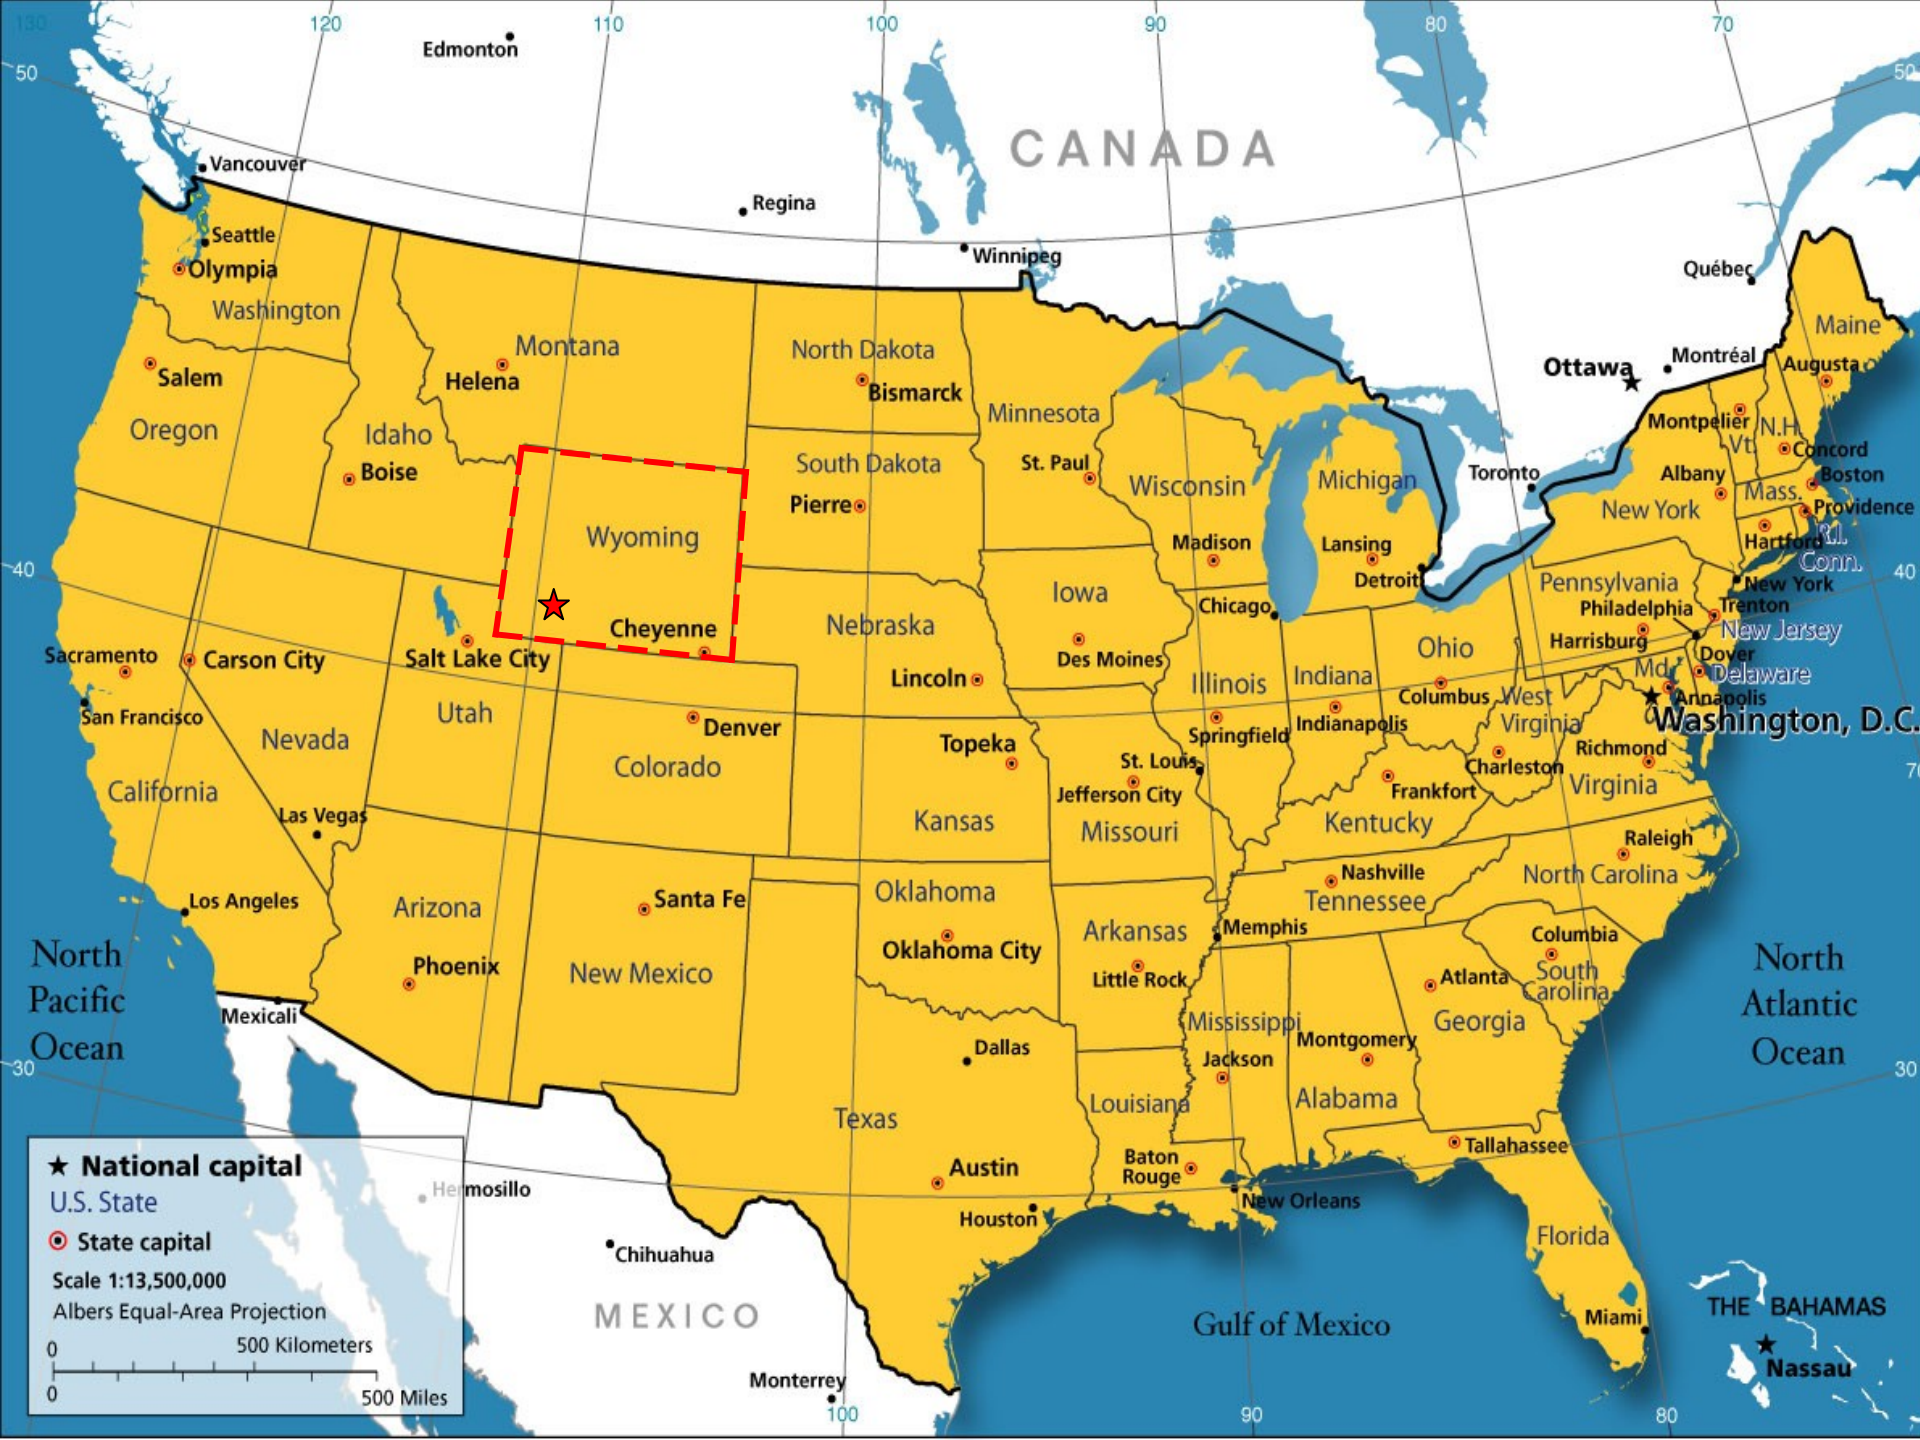 130
120
110
100
90
80
70
50
50
Edmonton
CANADA
Vancouver
Regina
Winnipeg
Seattle
Olympia
Washington
Québec
Maine
Montana
Helena
North Dakota
Bismarck
Minnesota
Ottawa
Montréal
Augusta
Salem
Oregon
Idaho
Boise
South Dakota
Pierre
St. Paul
Wisconsin
Michigan
Toronto
Montpelier
Vt.
N.H.
Concord
Albany
Boston
Mass.
New York
Providence
Hartford
R.I.
Conn.
Wyoming
Madison
Lansing
Detroit
40
40
Iowa
Chicago
Pennsylvania
New York
Philadelphia
Trenton
Cheyenne
Nebraska
Harrisburg
New Jersey
Sacramento
Carson City
Salt Lake City
Des Moines
Ohio
Dover
Lincoln
Illinois
Indiana
Columbus
West
Virginia
Md.
Delaware
Annapolis
Washington, D.C.
San Francisco
Utah
Denver
Nevada
Topeka
Springfield
Indianapolis
Richmond
California
Colorado
St. Louis
Jefferson City
Charleston
Virginia
70
Frankfort
Las Vegas
Kansas
Missouri
Kentucky
Raleigh
Los Angeles
Arizona
Santa Fe
Oklahoma
Nashville
Tennessee
North Carolina
North
Pacific
Ocean
Phoenix
New Mexico
Oklahoma City
Arkansas
Little Rock
Memphis
Columbia
Atlanta
South
Carolina
North
Atlantic
Ocean
Mexicali
Mississippi
Georgia
Dallas
Jackson
Montgomery
30
30
Texas
Louisiana
Alabama
Austin
Baton
Rouge
Tallahassee
Houston
New Orleans
Hermosillo
Chihuahua
Florida
MEXICO
Gulf of Mexico
Miami
THE BAHAMAS
Nassau
Monterrey
National capital
U.S. State
State capital
Scale 1:13,500,000
Albers Equal-Area Projection
0 500 Kilometers
0 500 Miles
100
90
80